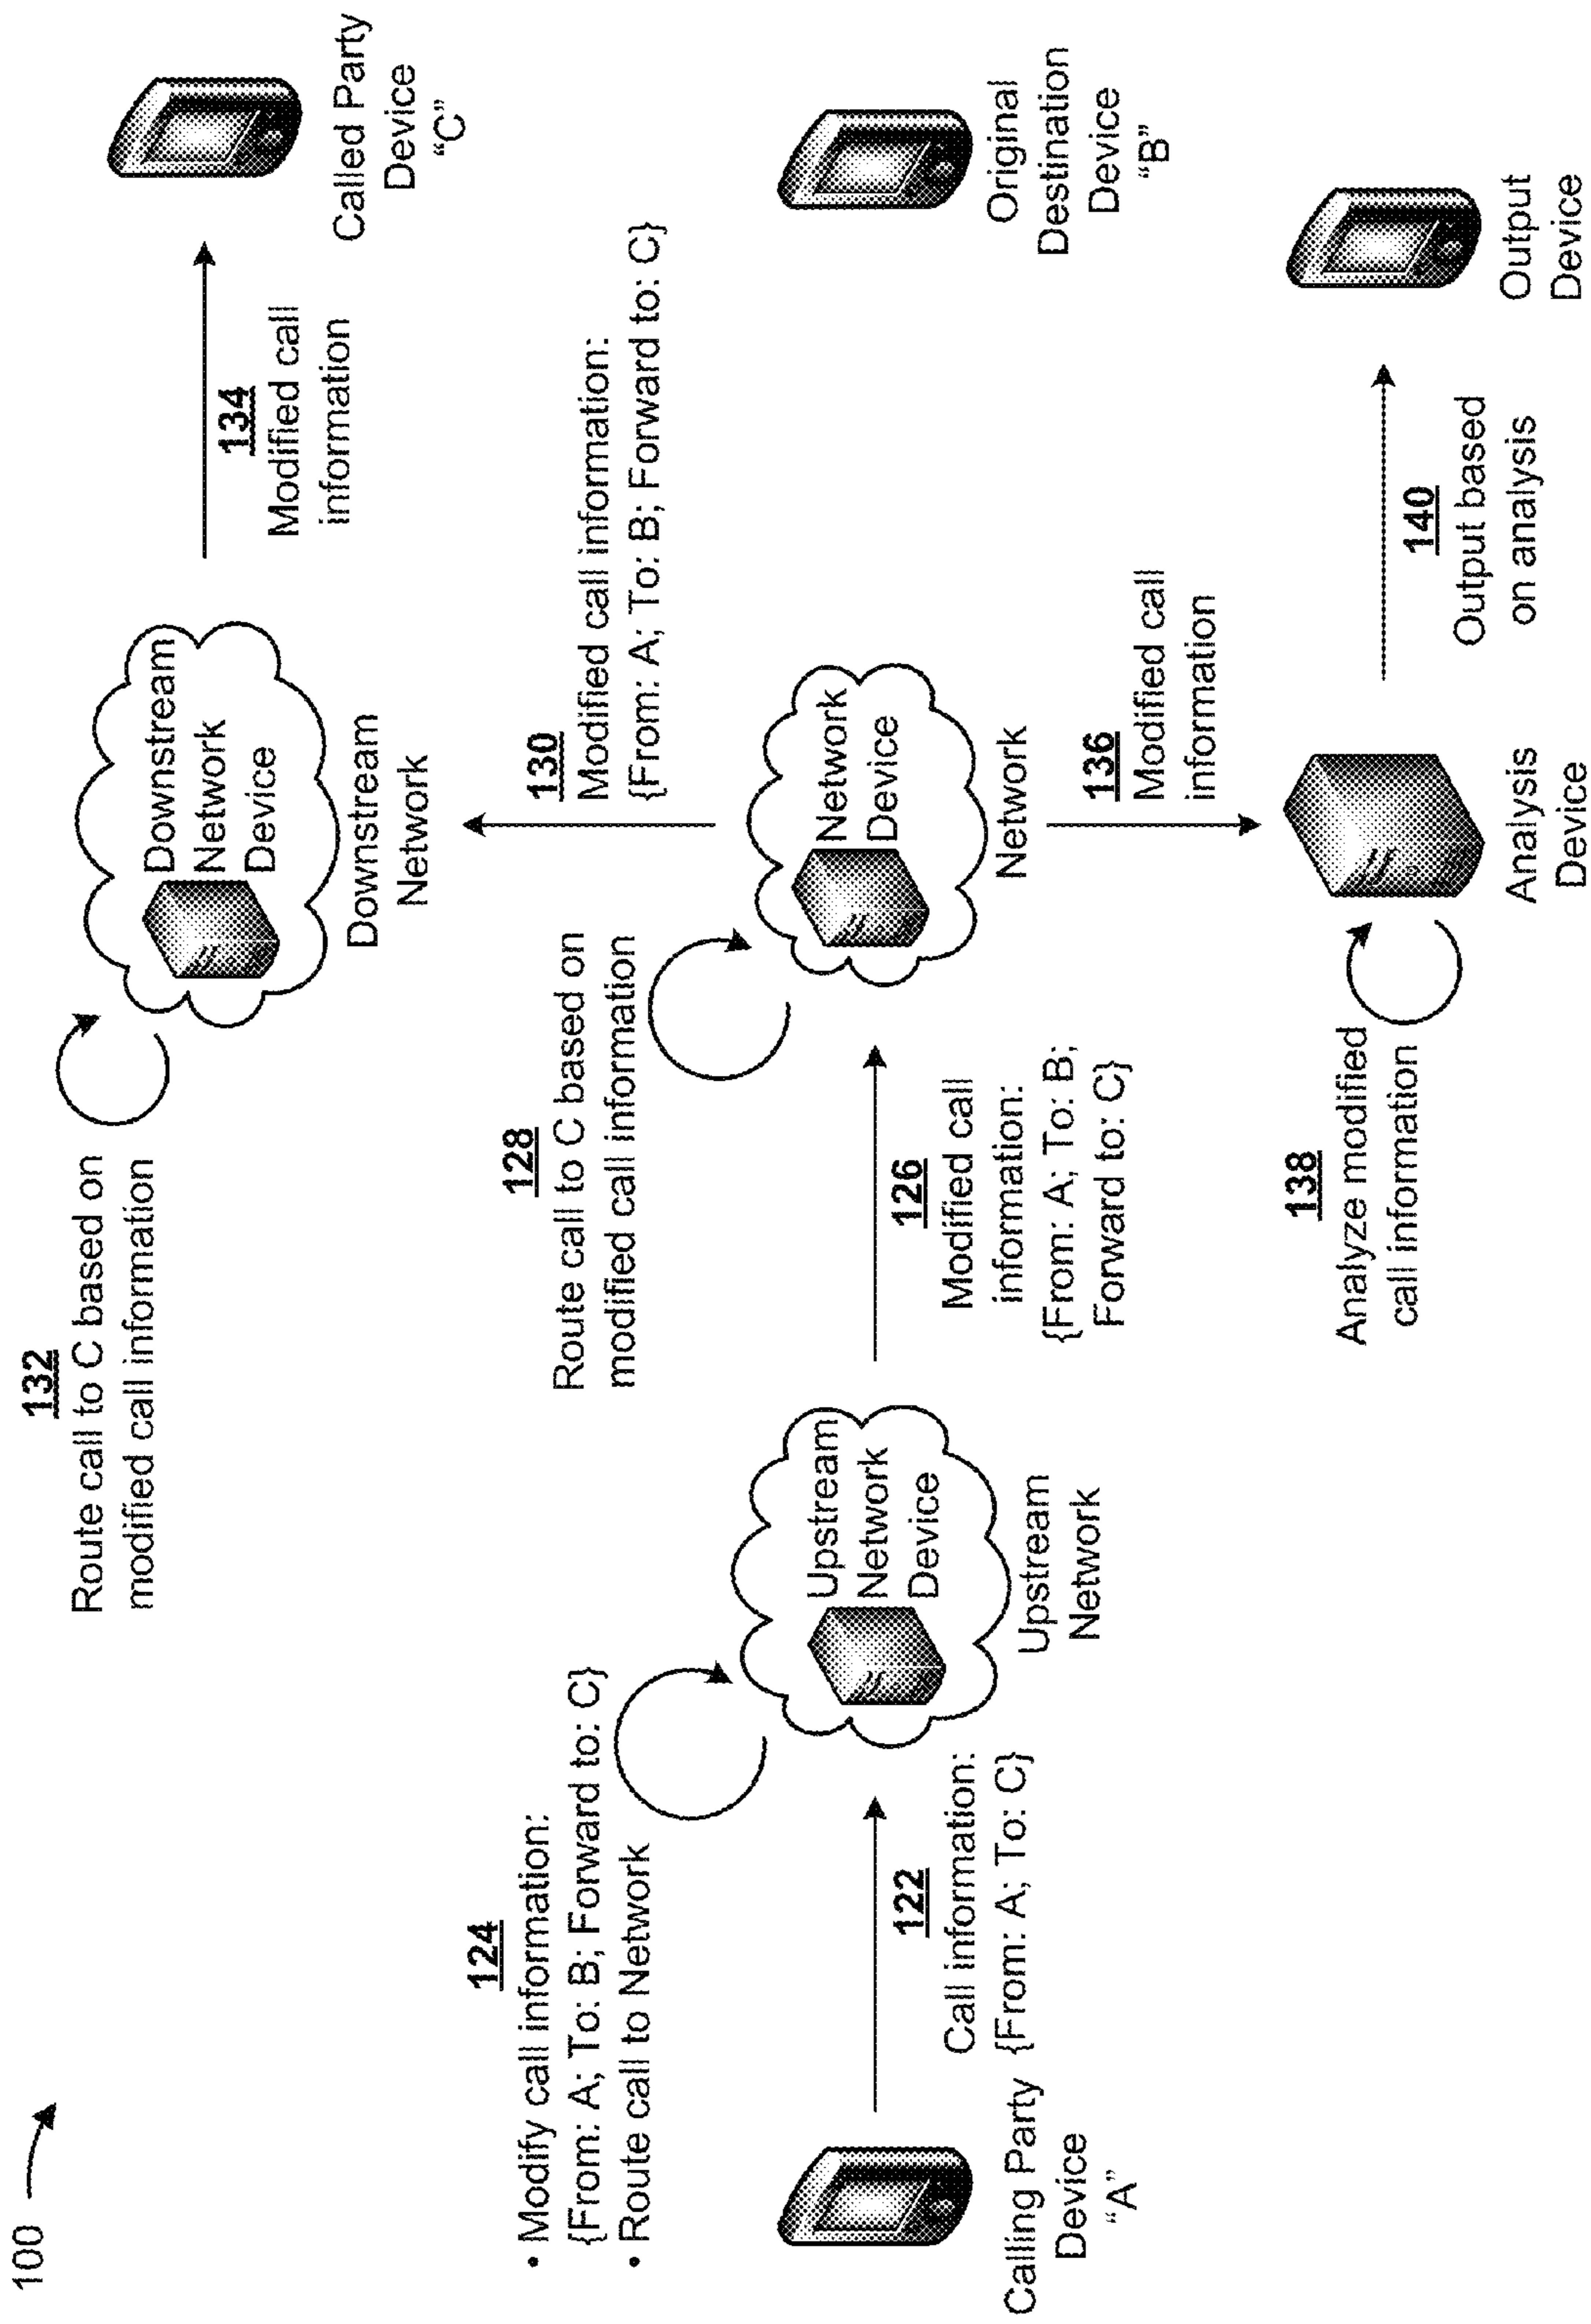 100
132
Route call to C based on
modified call information
Downstream
Network
Device
Downstream
Network
134
Modified call
information
Called Party
Device
“C”
124
• Modify call information:
{From: A; To: B; Forward to: C}
• Route call to Network
128
Route call to C based on
modified call information
130
Modified call information:
{From: A; To: B; Forward to: C}
Calling Party
Device
“A”
122
Call information:
{From: A; To: C}
Upstream
Network
Device
Upstream
Network
126
Modified call
information:
{From: A; To: B;
Forward to: C}
Network
Device
Network
Original
Destination
Device
“B”
136
Modified call
information
138
Analyze modified
call information
Analysis
Device
140
Output based
on analysis
Output
Device